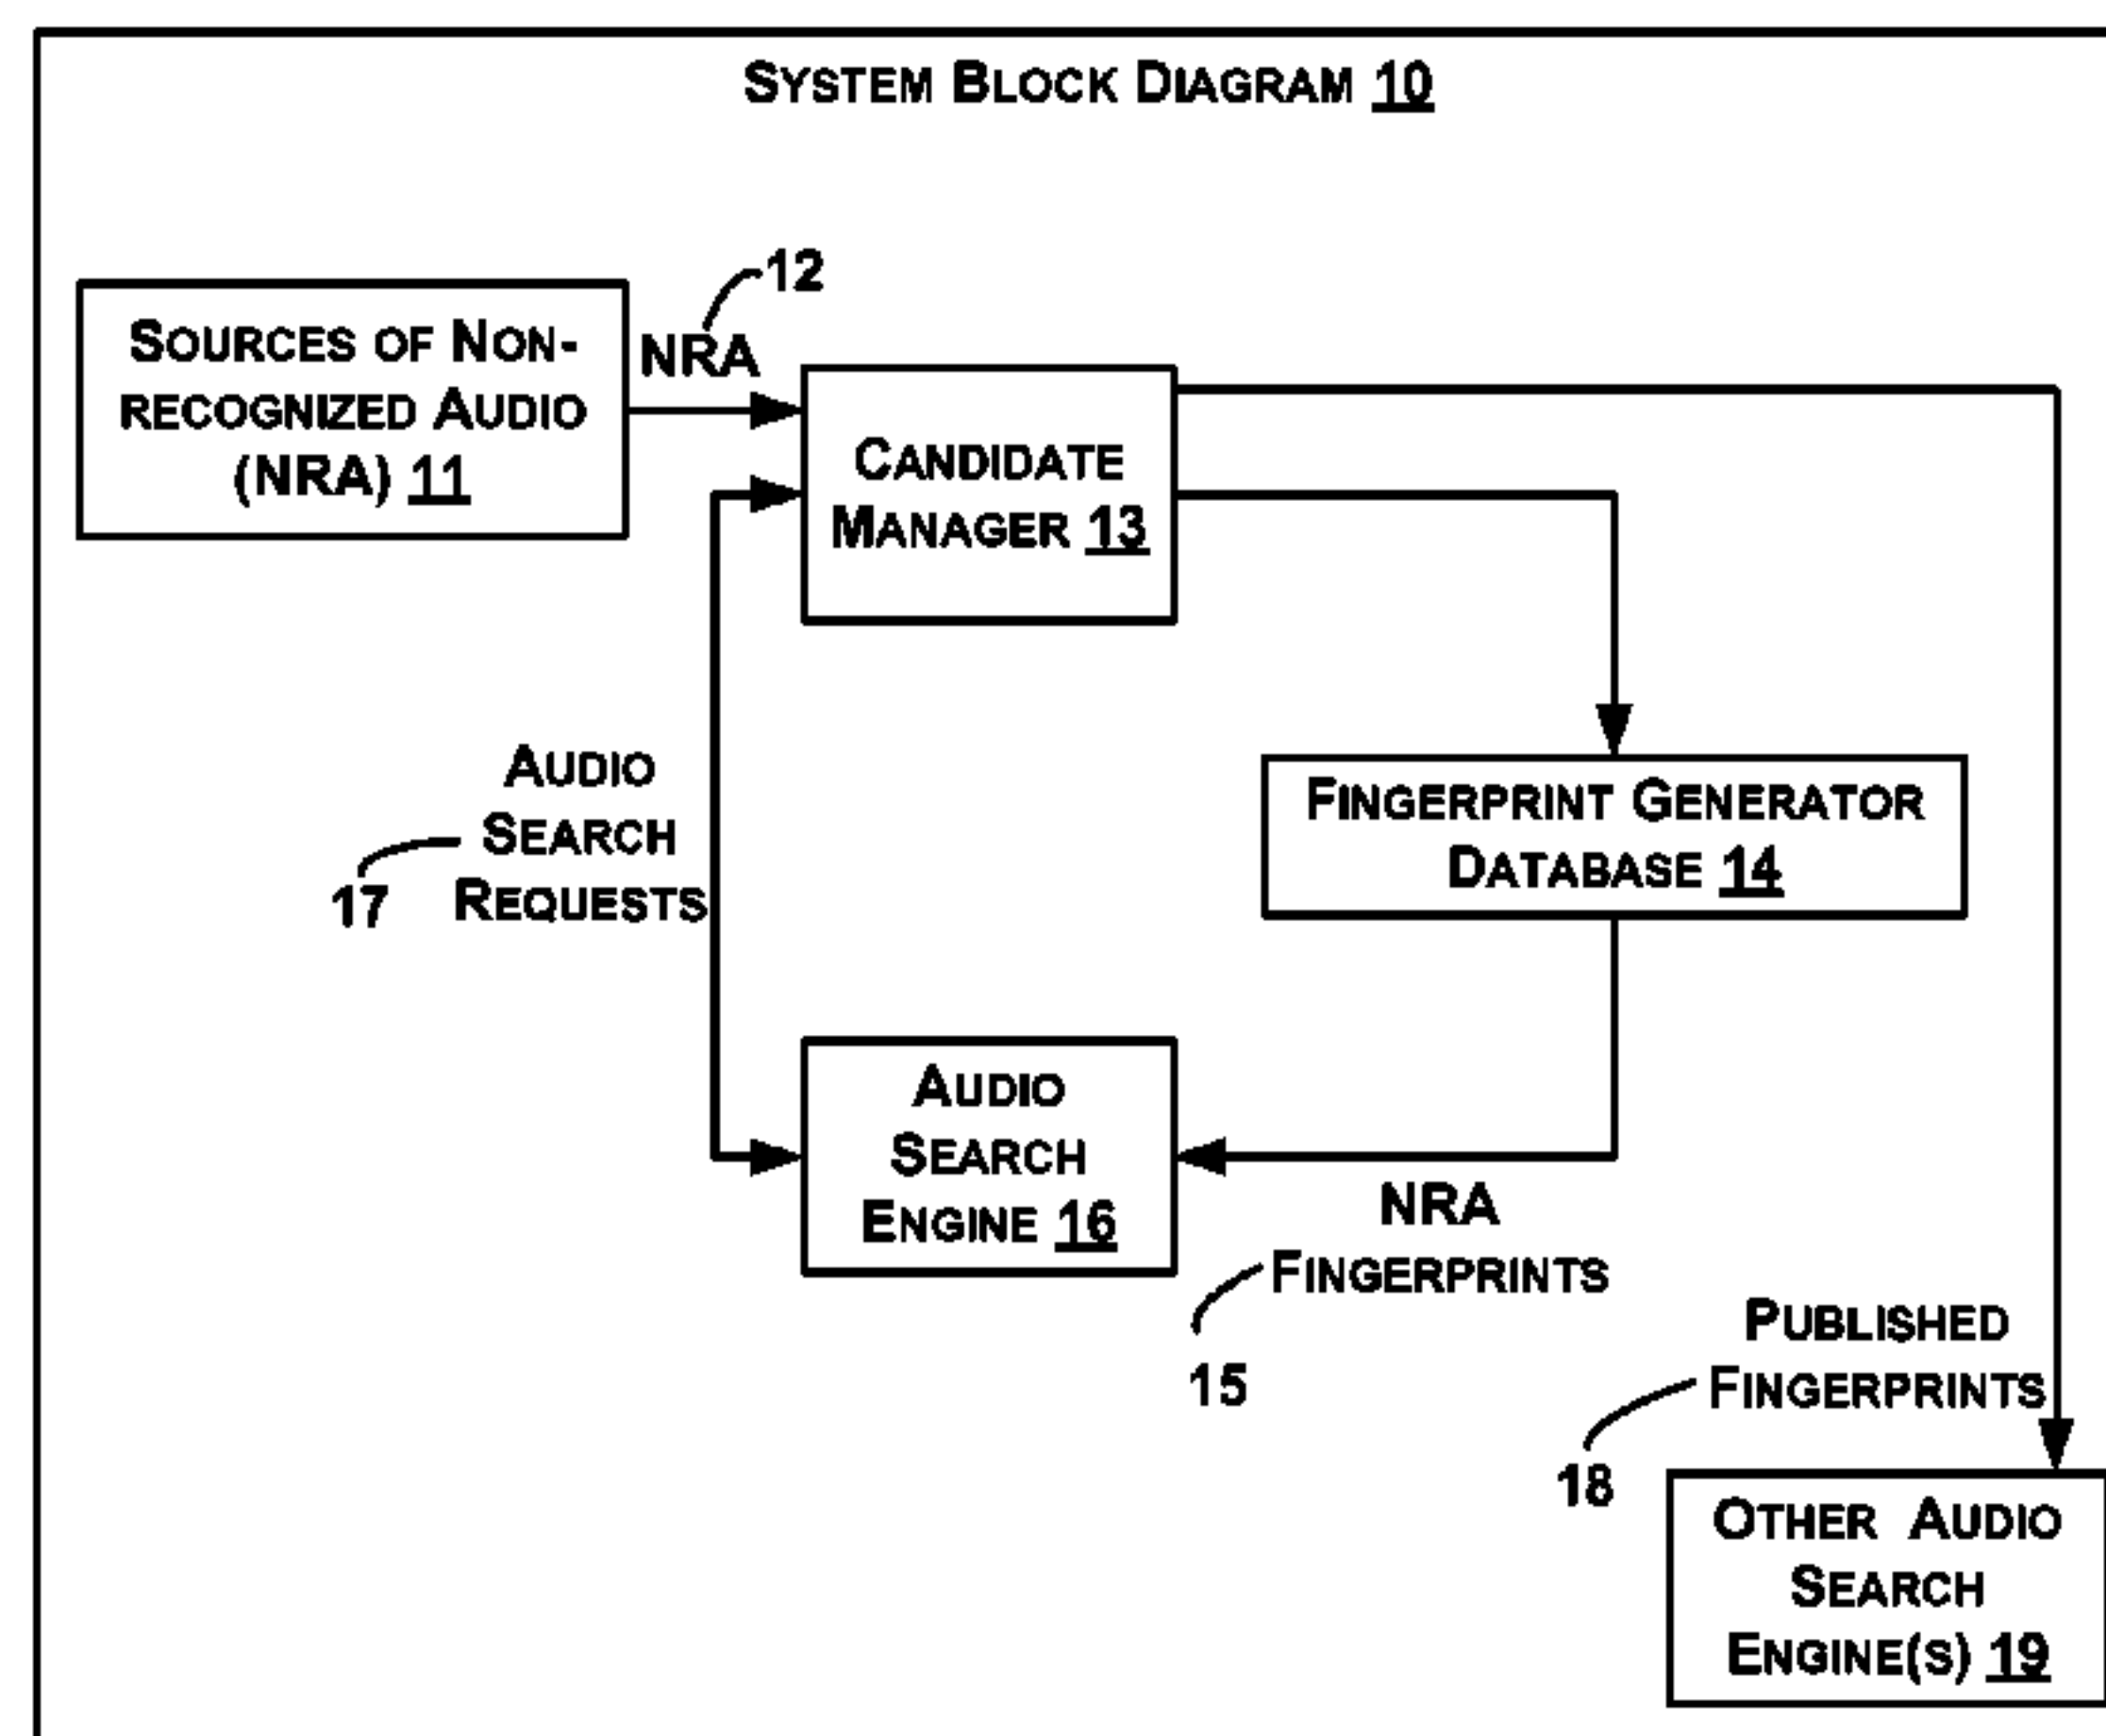 SYSTEM BLOCK DIAGRAM 10
12
SOURCES OF NON-
RECOGNIZED AUDIO
(NRA) 11
NRA
CANDIDATE
MANAGER 13
AUDIO
SEARCH
REQUESTS
17
FINGERPRINT GENERATOR
DATABASE 14
AUDIO
SEARCH
ENGINE 16
NRA
FINGERPRINTS
15
PUBLISHED
FINGERPRINTS
18
OTHER AUDIO
SEARCH
ENGINE(S) 19